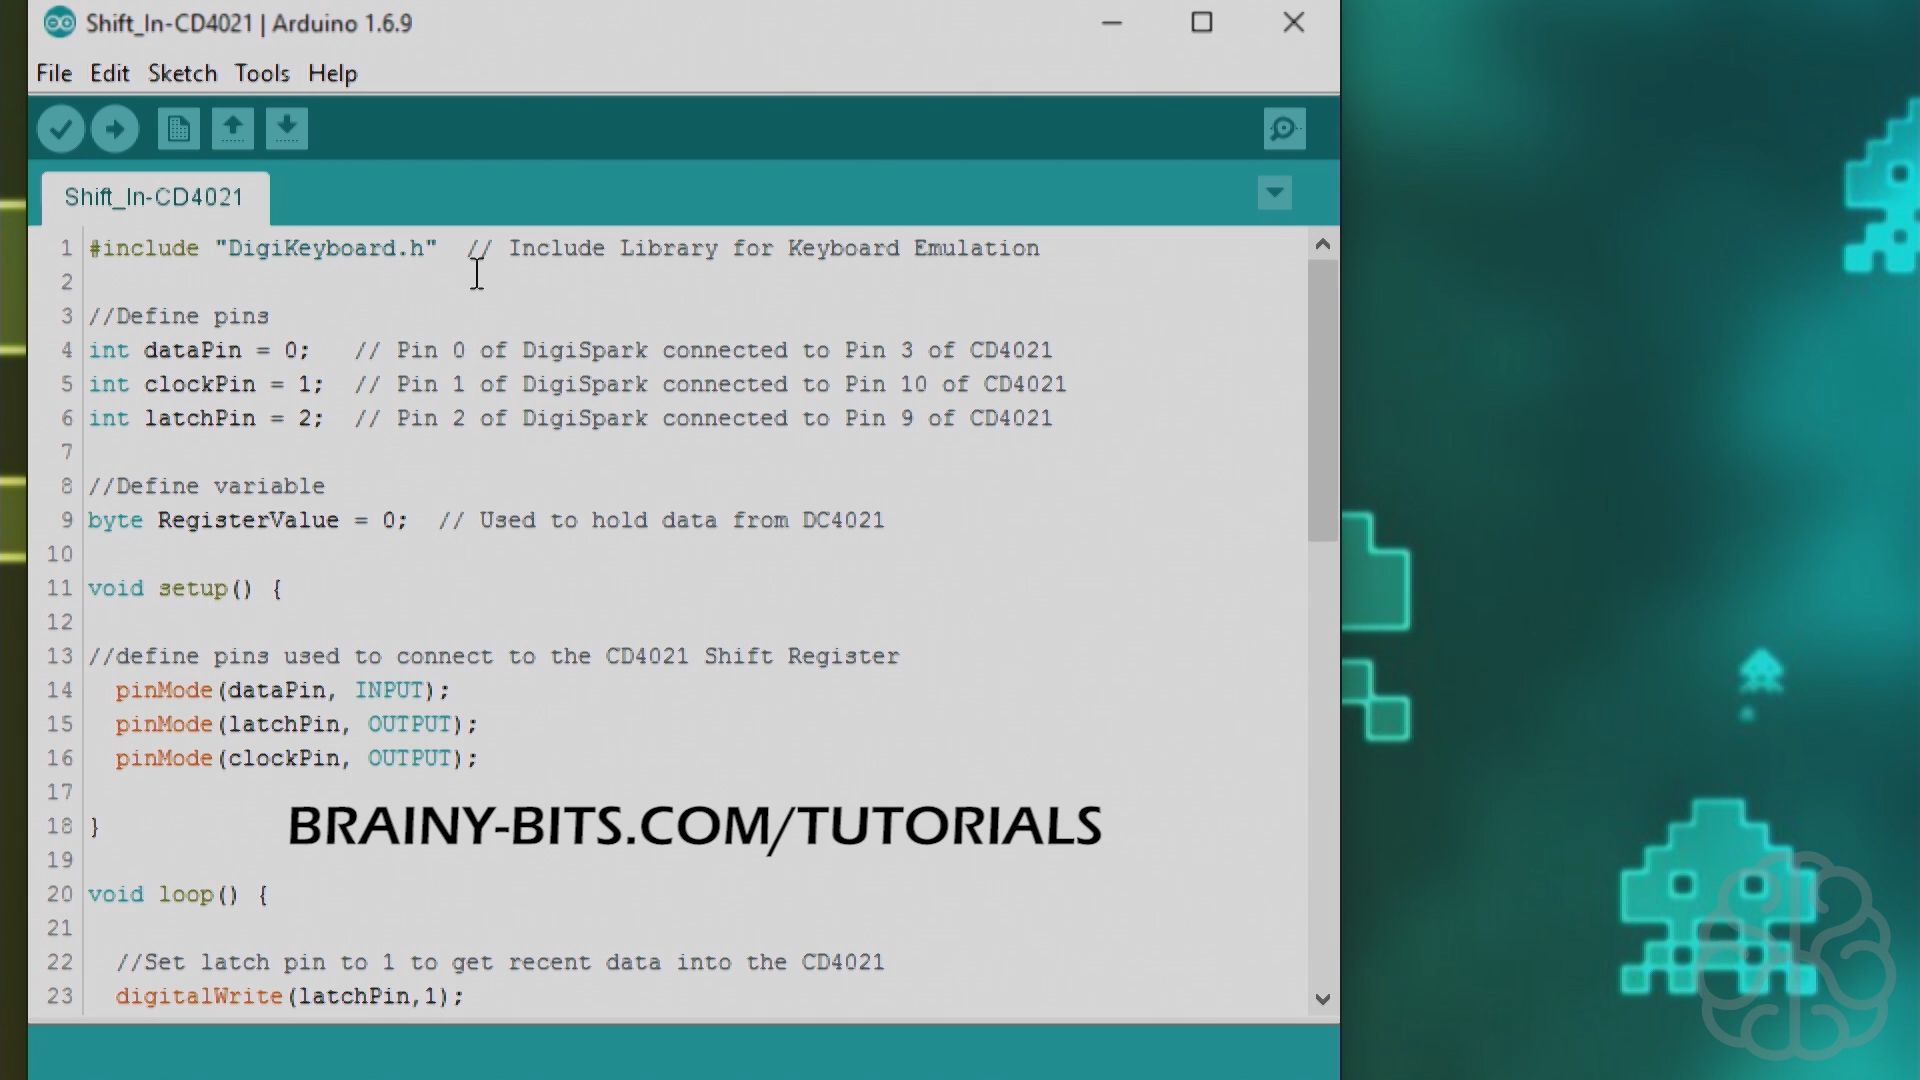 Shift_In-CD4021 | Arduino 1.6.9
File Edit Sketch Tools Help
Shift_In-CD4021
1 #include "DigiKeyboard.h"  // Include Library for Keyboard Emulation
2
3 //Define pins
4 int dataPin = 0;   // Pin 0 of DigiSpark connected to Pin 3 of CD4021
5 int clockPin = 1;  // Pin 1 of DigiSpark connected to Pin 10 of CD4021
6 int latchPin = 2;  // Pin 2 of DigiSpark connected to Pin 9 of CD4021
7
8 //Define variable
9 byte RegisterValue = 0;  // Used to hold data from DC4021
10
11 void setup() {
12
13 //define pins used to connect to the CD4021 Shift Register
14   pinMode(dataPin, INPUT);
15   pinMode(latchPin, OUTPUT);
16   pinMode(clockPin, OUTPUT);
17
18 }
BRAINY-BITS.COM/TUTORIALS
19
20 void loop() {
21
22   //Set latch pin to 1 to get recent data into the CD4021
23   digitalWrite(latchPin,1);